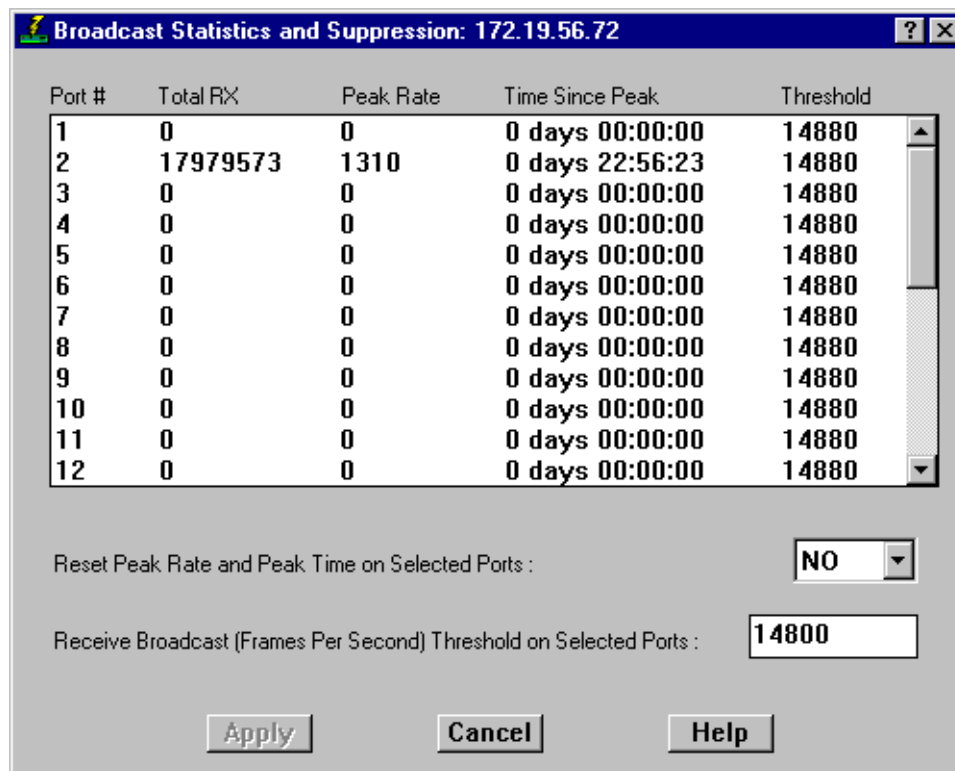 Broadcast Statistics and Suppression: 172.19.56.72 ? ×
Port # Total RX Peak Rate Time Since Peak Threshold
1 0 0 0 days 00:00:00 14880
2 17979573 1310 0 days 22:56:23 14880
3 0 0 0 days 00:00:00 14880
4 0 0 0 days 00:00:00 14880
5 0 0 0 days 00:00:00 14880
6 0 0 0 days 00:00:00 14880
7 0 0 0 days 00:00:00 14880
8 0 0 0 days 00:00:00 14880
9 0 0 0 days 00:00:00 14880
10 0 0 0 days 00:00:00 14880
11 0 0 0 days 00:00:00 14880
12 0 0 0 days 00:00:00 14880
Reset Peak Rate and Peak Time on Selected Ports : NO
Receive Broadcast (Frames Per Second) Threshold on Selected Ports : 14800
Apply Cancel Help